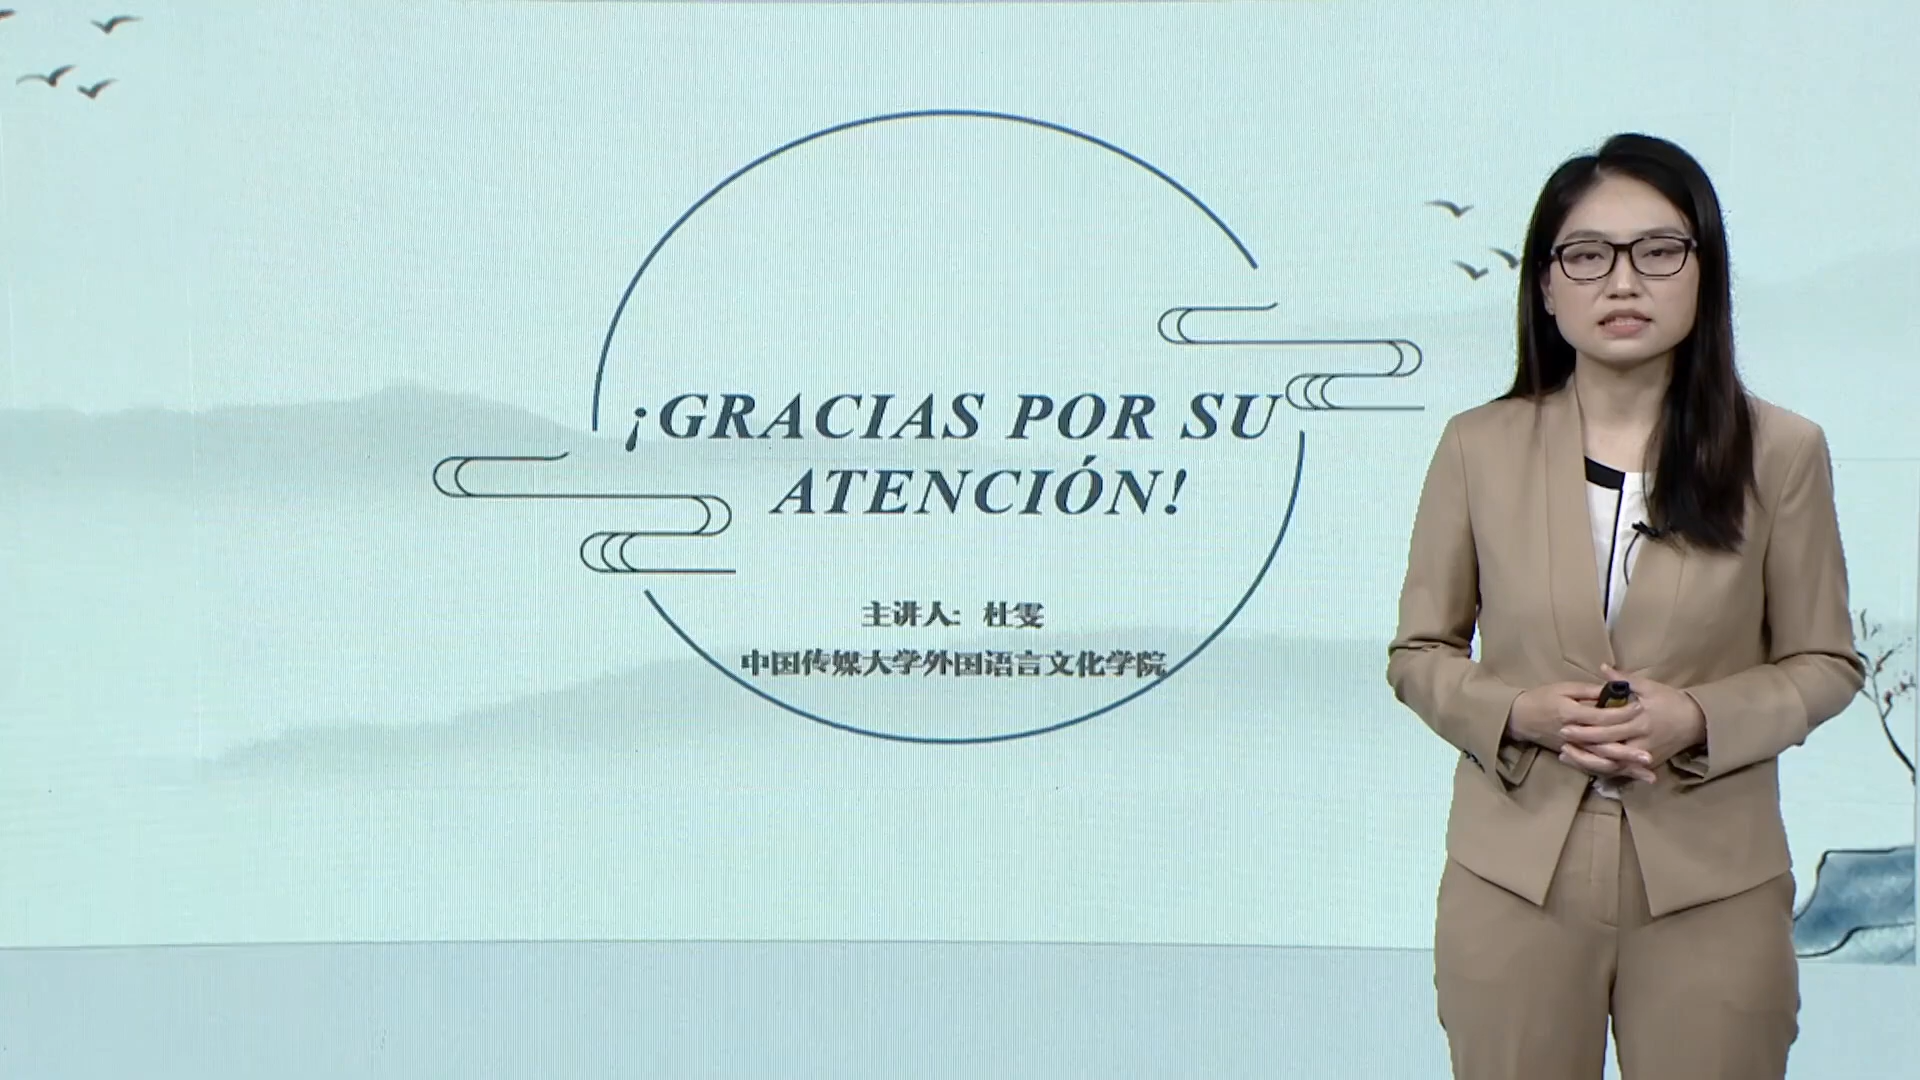 ¡GRACIAS POR SU
ATENCIÓN!
主讲人: 杜雯
中国传媒大学外国语言文化学院